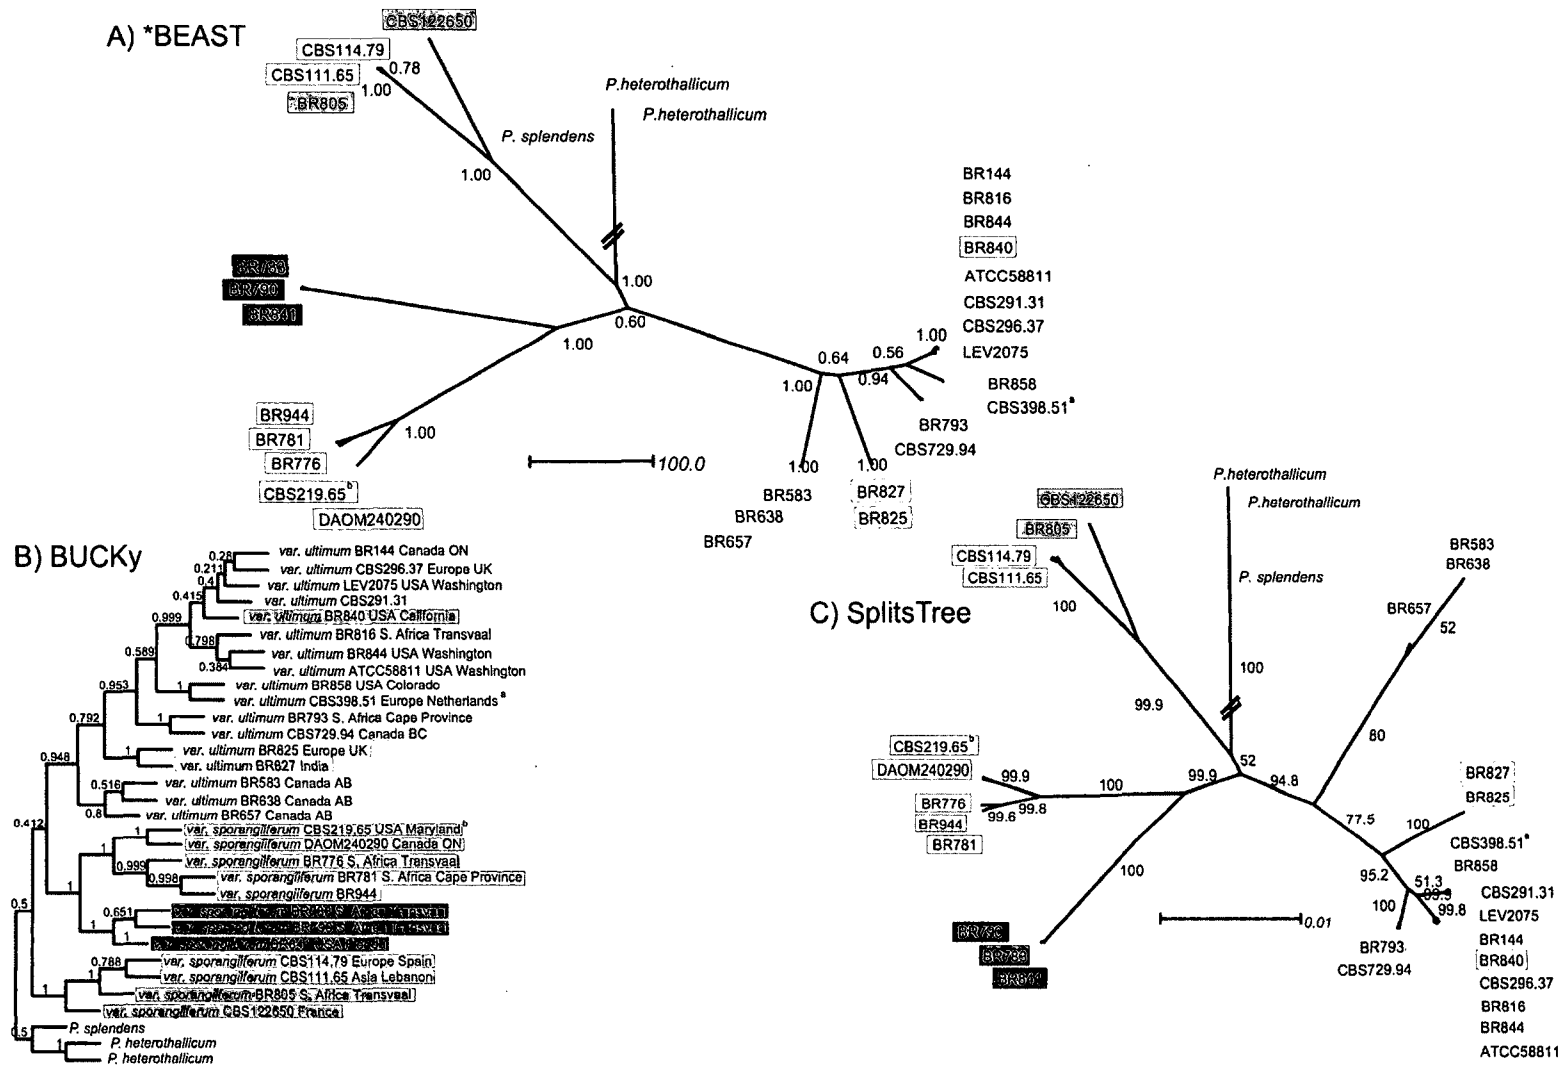 A) *BEAST
CBS122650
CBS114.79
0.78
CBS111.65
1.00
BR805
P.heterothallicum
P.heterothallicum
P. splendens
1.00
BR144
BR816
BR844
BR840
ATCC58811
CBS291.31
CBS296.37
LEV2075
BR858
CBS398.51a
BR793
CBS729.94
BR788
BR790
BR841
1.00
0.60
1.00
0.64
0.56
1.00
1.00
0.94
BR944
BR781
1.00
BR776
CBS219.65b
DAOM240290
100.0
1.00
1.00
BR583
BR638
BR657
BR827
BR825
B) BUCKy
var. ultimum BR144 Canada ON
var. ultimum CBS296.37 Europe UK
var. ultimum LEV2075 USA Washington
var. ultimum CBS291.31
var. ultimum BR840 USA California
var. ultimum BR816 S. Africa Transvaal
var. ultimum BR844 USA Washington
var. ultimum ATCC58811 USA Washington
var. ultimum BR858 USA Colorado
var. ultimum CBS398.51 Europe Netherlands a
var. ultimum BR793 S. Africa Cape Province
var. ultimum CBS729.94 Canada BC
var. ultimum BR825 Europe UK
var. ultimum BR827 India
var. ultimum BR583 Canada AB
var. ultimum BR638 Canada AB
var. ultimum BR657 Canada AB
var. sporangiiferum CBS219.65 USA Maryland b
var. sporangiiferum DAOM240290 Canada ON
var. sporangiiferum BR776 S. Africa Transvaal
var. sporangiiferum BR781 S. Africa Cape Province
var. sporangiiferum BR944
var. sporangiiferum CBS114.79 Europe Spain
var. sporangiiferum CBS111.65 Asia Lebanon
var. sporangiiferum BR805 S. Africa Transvaal
var. sporangiiferum CBS122650 France
P. splendens
P. heterothallicum
P. heterothallicum
0.28
0.211
0.4
0.415
0.999
0.798
0.384
0.589
1
0.953
1
0.792
1
0.948
0.516
0.8
0.412
1
1
0.999
0.998
1
0.651
1
1
0.5
0.788
1
1
0.5
1
C) SplitsTree
P.heterothallicum
P.heterothallicum
P. splendens
CBS122650
BR805
CBS114.79
CBS111.65
100
99.9
100
BR583
BR638
BR657
52
80
CBS219.65b
DAOM240290
BR776
BR944
BR781
99.9
99.8
99.6
100
99.9
52
94.8
77.5
100
BR827
BR825
CBS398.51a
BR858
95.2
51.3
99.9
99.8
100
CBS291.31
LEV2075
BR144
BR840
CBS296.37
BR816
BR844
ATCC58811
BR793
CBS729.94
100
BR790
BR788
BR841
0.01